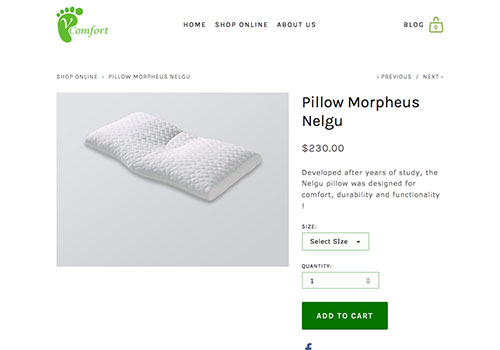 Comfort
HOME SHOP ONLINE ABOUT US
BLOG 0
SHOP ONLINE › PILLOW MORPHEUS NELGU
‹ PREVIOUS / NEXT ›
Pillow Morpheus
Nelgu
$230.00
Developed after years of study, the
Nelgu pillow was designed for
comfort, durability and functionality
!
SIZE:
Select SIze
QUANTITY:
1
ADD TO CART